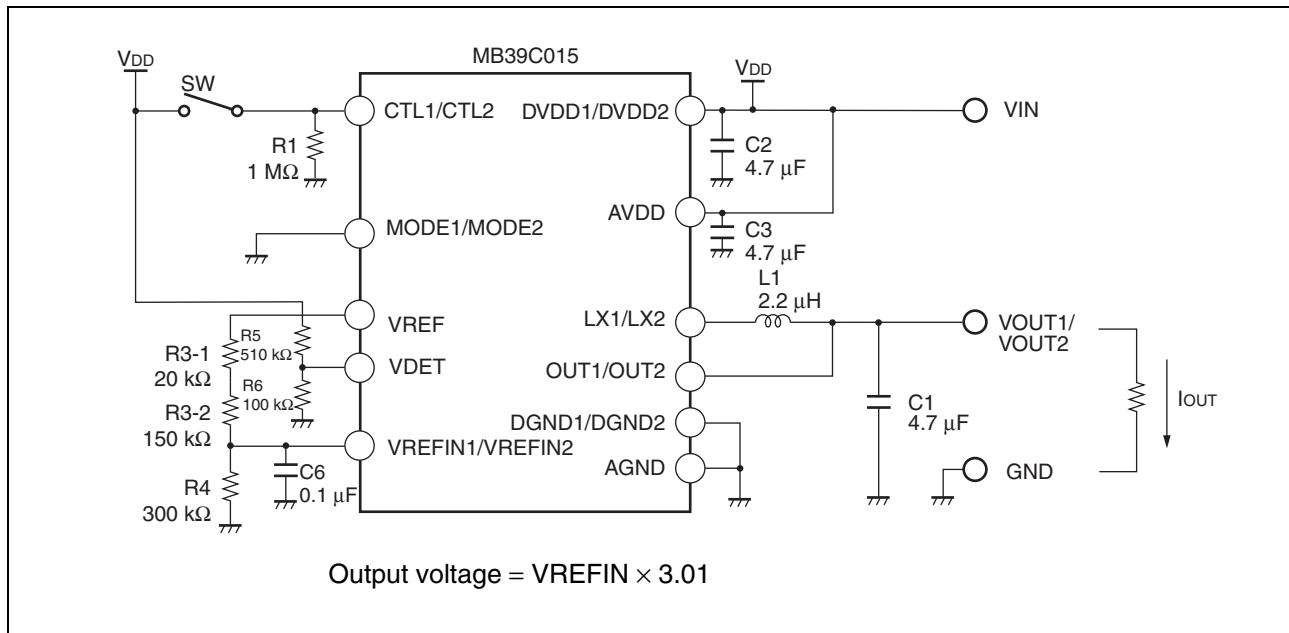 MB39C015
VDD
SW
CTL1/CTL2
R1
1 MΩ
DVDD1/DVDD2
VDD
VIN
C2
4.7 μF
MODE1/MODE2
AVDD
C3
4.7 μF
L1
2.2 μH
VREF
R5
510 kΩ
R3-1
20 kΩ
VDET
R6
100 kΩ
R3-2
150 kΩ
VREFIN1/VREFIN2
C6
0.1 μF
R4
300 kΩ
LX1/LX2
OUT1/OUT2
DGND1/DGND2
AGND
VOUT1/
VOUT2
C1
4.7 μF
IOUT
GND
Output voltage = VREFIN × 3.01